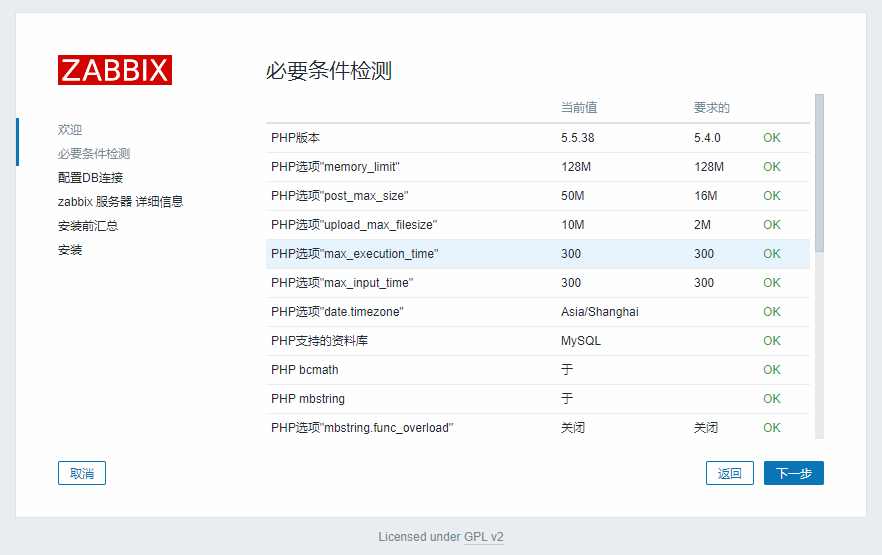 ZABBIX
必要条件检测
欢迎
必要条件检测
配置DB连接
zabbix 服务器 详细信息
安装前汇总
安装
当前值 要求的
PHP版本 5.5.38 5.4.0 OK
PHP选项"memory_limit" 128M 128M OK
PHP选项"post_max_size" 50M 16M OK
PHP选项"upload_max_filesize" 10M 2M OK
PHP选项"max_execution_time" 300 300 OK
PHP选项"max_input_time" 300 300 OK
PHP选项"date.timezone" Asia/Shanghai OK
PHP支持的资料库 MySQL OK
PHP bcmath 于 OK
PHP mbstring 于 OK
PHP选项"mbstring.func_overload" 关闭 关闭 OK
取消 返回 下一步
Licensed under GPL v2